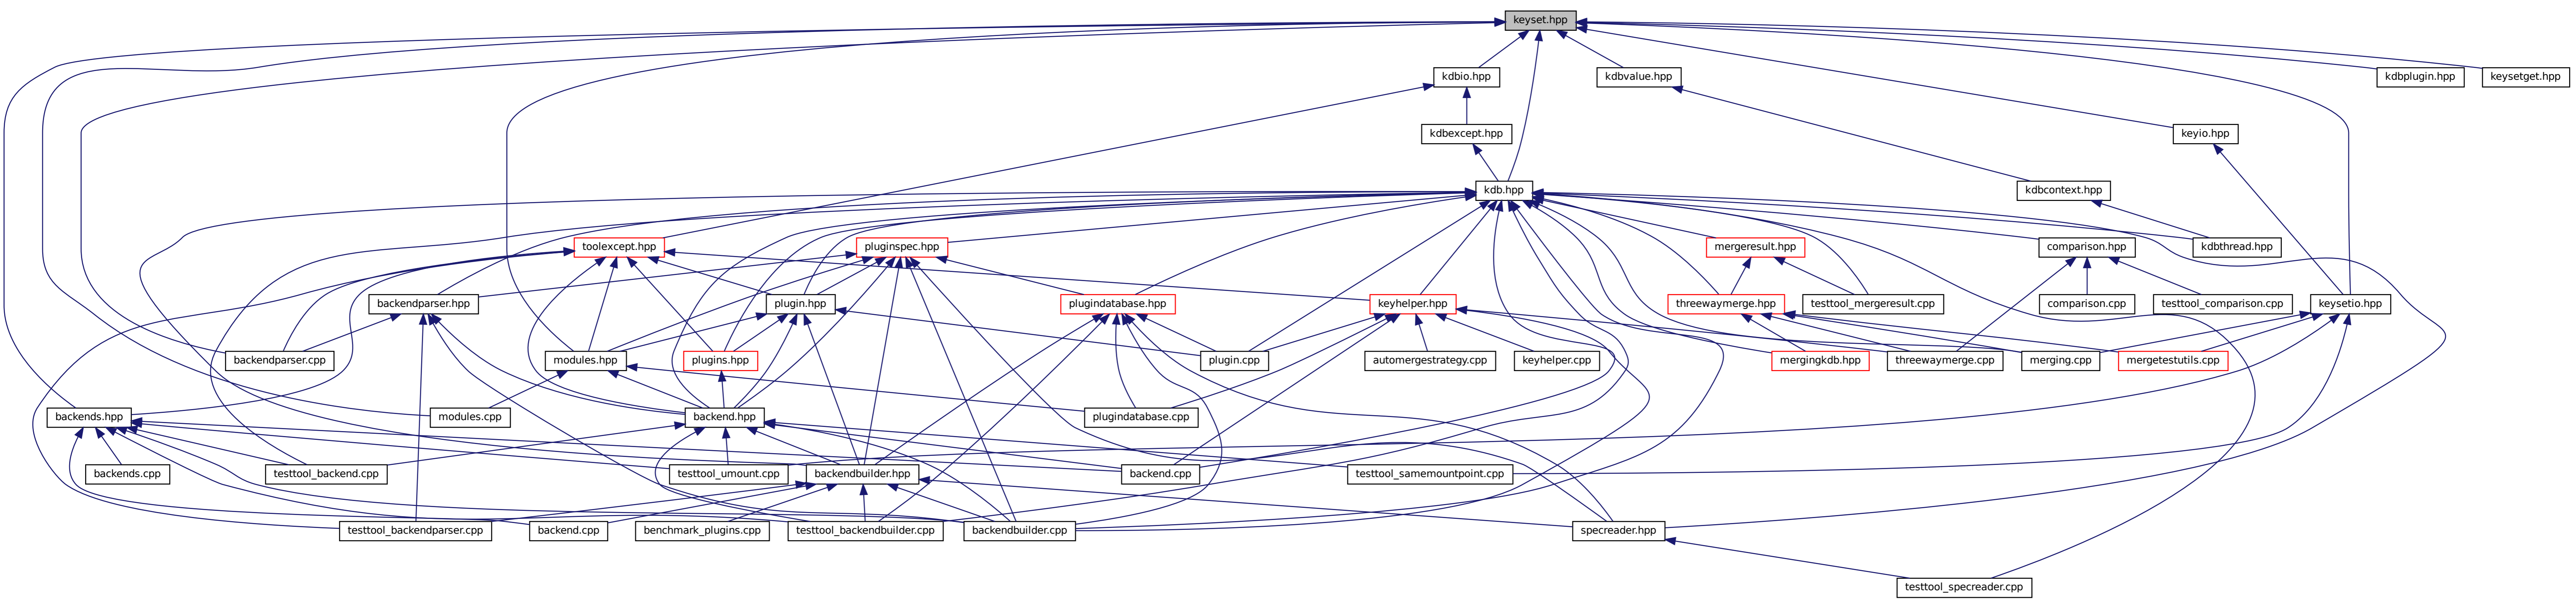 keyset.hpp
kdbio.hpp
kdbvalue.hpp
kdbplugin.hpp
keysetget.hpp
kdbexcept.hpp
keyio.hpp
kdb.hpp
kdbcontext.hpp
toolexcept.hpp
pluginspec.hpp
mergeresult.hpp
comparison.hpp
kdbthread.hpp
backendparser.hpp
plugin.hpp
plugindatabase.hpp
keyhelper.hpp
threewaymerge.hpp
testtool_mergeresult.cpp
comparison.cpp
testtool_comparison.cpp
keysetio.hpp
backendparser.cpp
modules.hpp
plugins.hpp
plugin.cpp
automergestrategy.cpp
keyhelper.cpp
mergingkdb.hpp
threewaymerge.cpp
merging.cpp
mergetestutils.cpp
backends.hpp
modules.cpp
backend.hpp
plugindatabase.cpp
backends.cpp
testtool_backend.cpp
testtool_umount.cpp
backendbuilder.hpp
backend.cpp
testtool_samemountpoint.cpp
testtool_backendparser.cpp
backend.cpp
benchmark_plugins.cpp
testtool_backendbuilder.cpp
backendbuilder.cpp
specreader.hpp
testtool_specreader.cpp